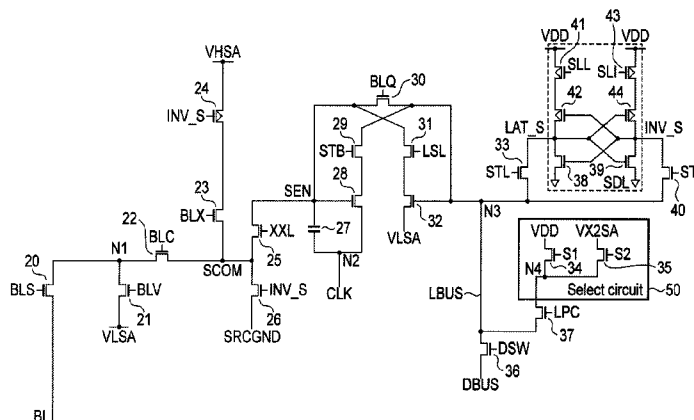 41
43
VDD
VDD
VHSA
SLL
SLI
24
BLQ
30
42
44
INV_S
29
31
LAT_S
INV_S
STB
LSL
33
23
28
STL
38
39
SDL
ST
BLX
SEN
32
N3
40
22
27
VLSA
BLC
XXL
VDD
VX2SA
20
N1
25
N2
S1
S2
SCOM
LBUS
N4
34
35
BLS
BLV
INV_S
CLK
Select circuit
50
21
26
LPC
VLSA
SRCGND
37
DSW
36
DBUS